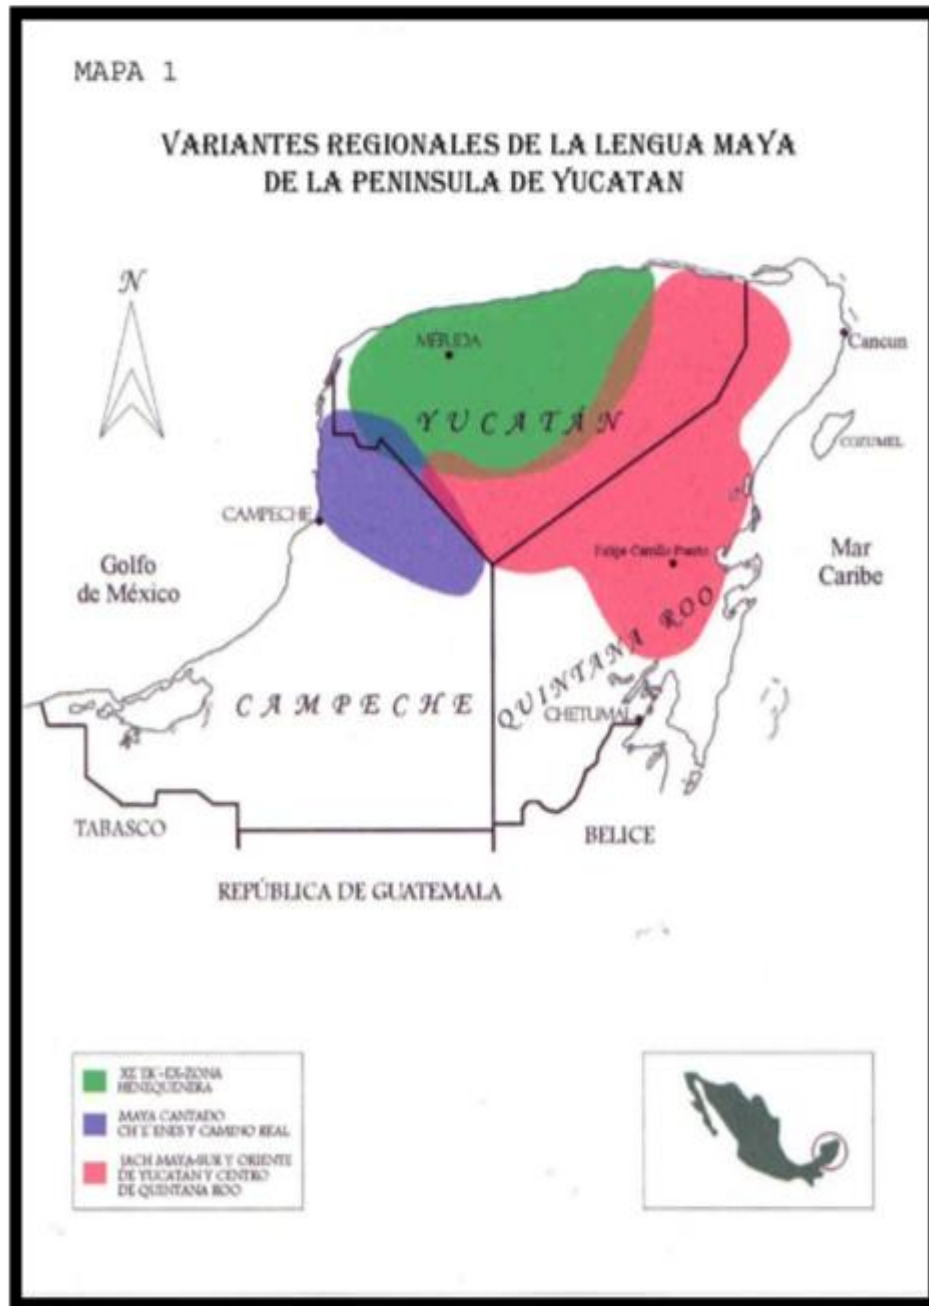 MAPA 1
VARIANTES REGIONALES DE LA LENGUA MAYA
DE LA PENINSULA DE YUCATAN
N
MÉRIDA
Cancun
YUCATÁN
COZUMEL
CAMPECHE
Felipe Carrillo Puerto
Golfo
de México
Mar
Caribe
QUINTANA ROO
CAMPECHE
CHETUMAL
TABASCO
BELICE
REPÚBLICA DE GUATEMALA
XE'EK'-EX-ZONA
HENEQUENERA
MAYA CANTADO
CH'E'ENES Y CAMINO REAL
JACH MAYA-SUR Y ORIENTE
DE YUCATAN Y CENTRO
DE QUINTANA ROO